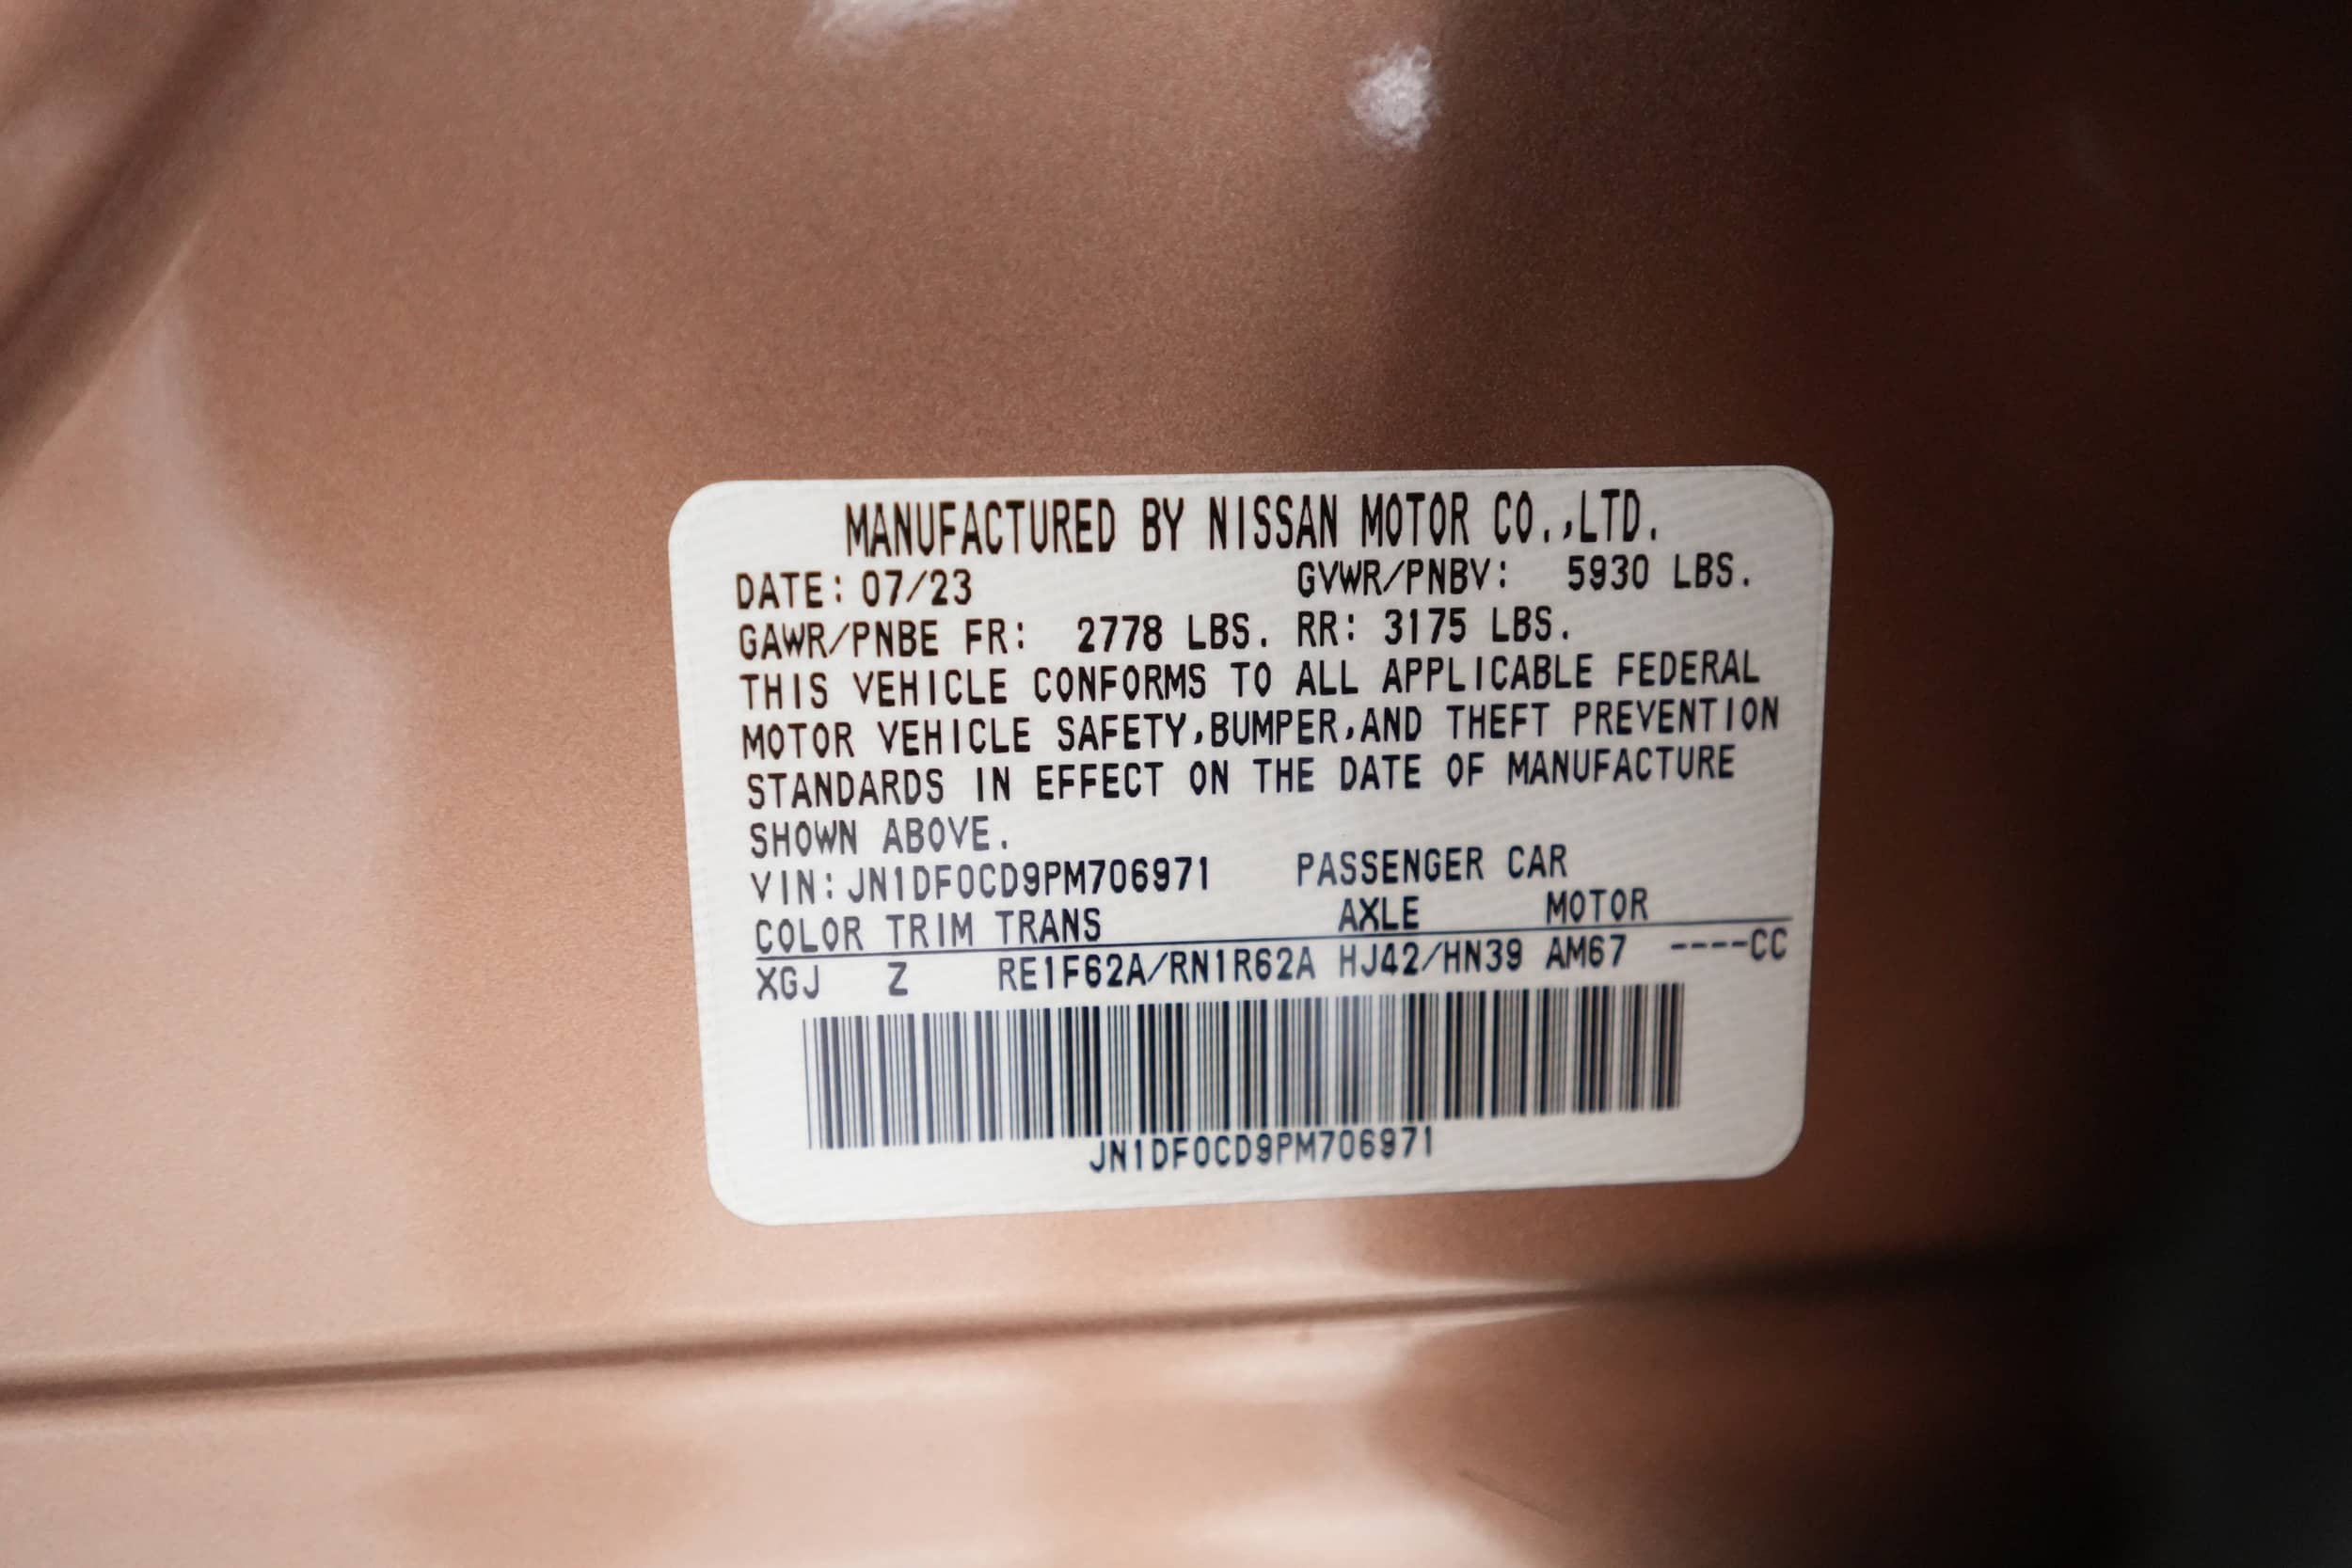 MANUFACTURED BY NISSAN MOTOR CO.,LTD.
DATE: 07/23 GVWR/PNBV: 5930 LBS.
GAWR/PNBE FR: 2778 LBS. RR: 3175 LBS.
THIS VEHICLE CONFORMS TO ALL APPLICABLE FEDERAL
MOTOR VEHICLE SAFETY,BUMPER,AND THEFT PREVENTION
STANDARDS IN EFFECT ON THE DATE OF MANUFACTURE
SHOWN ABOVE.
VIN:JN1DF0CD9PM706971 PASSENGER CAR
COLOR TRIM TRANS AXLE MOTOR
XGJ Z RE1F62A/RN1R62A HJ42/HN39 AM67 ----CC
JN1DF0CD9PM706971